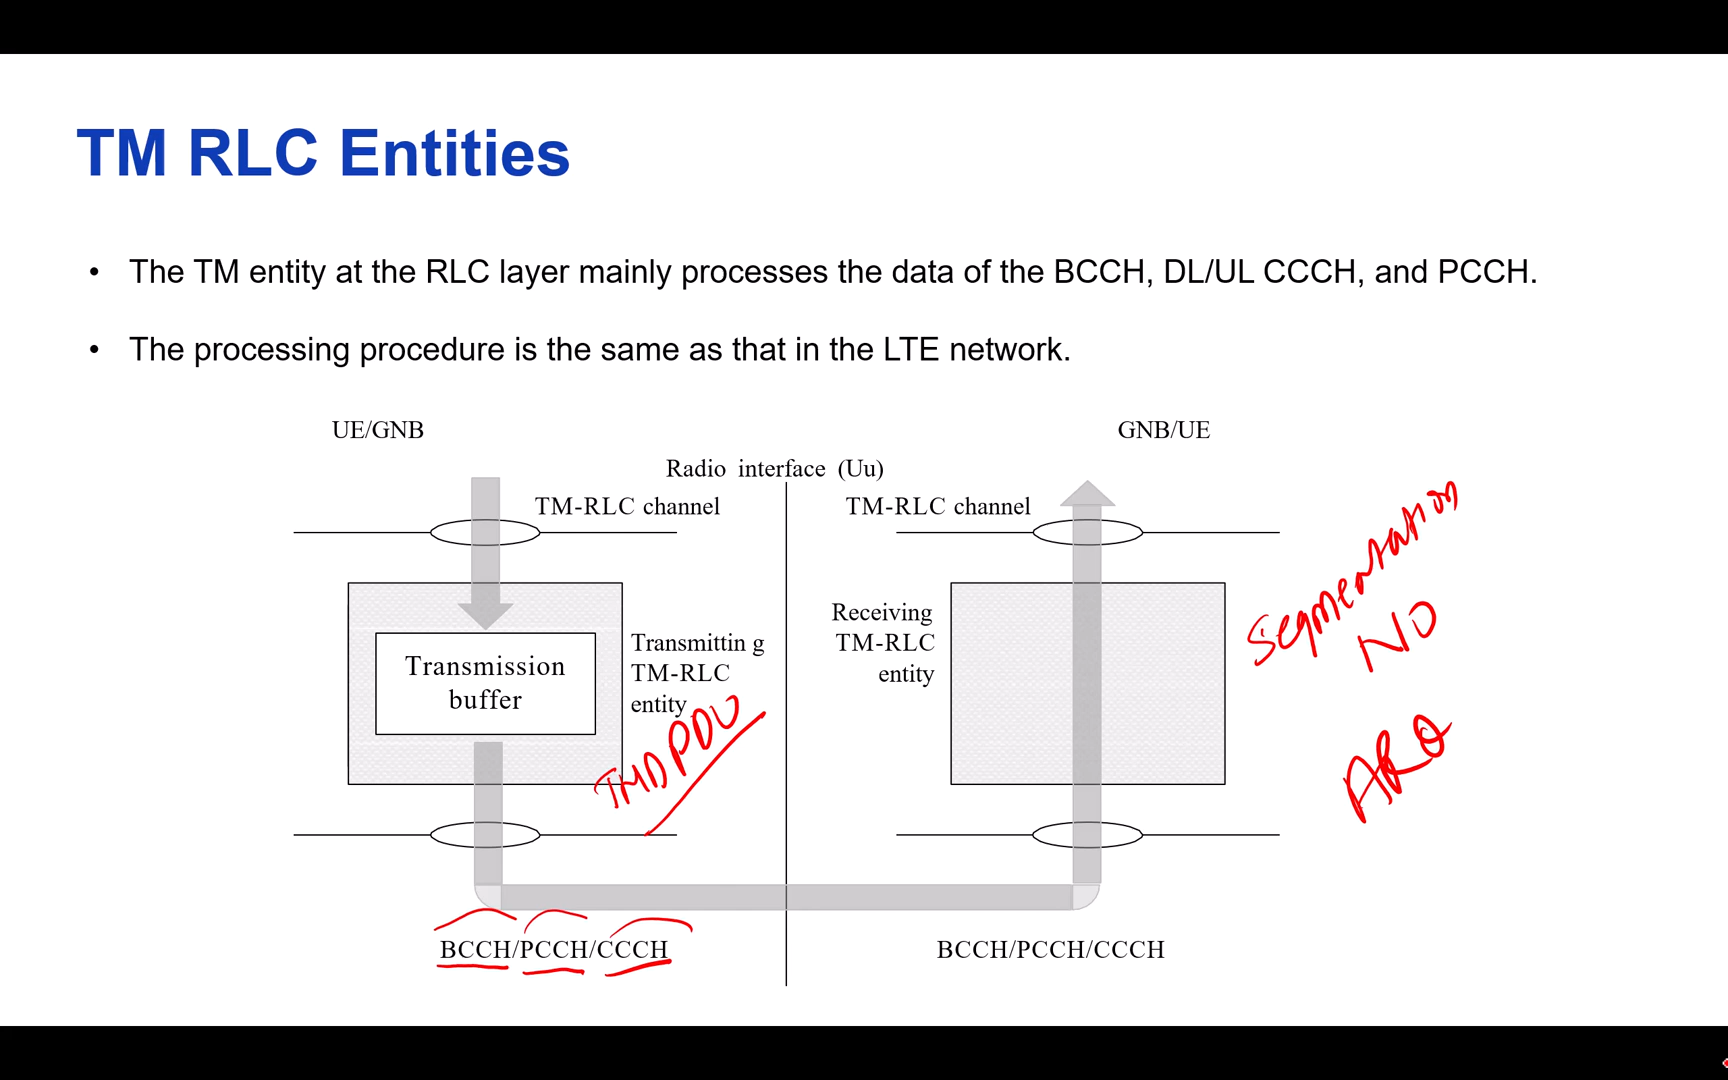 TM RLC Entities
• The TM entity at the RLC layer mainly processes the data of the BCCH, DL/UL CCCH, and PCCH.
• The processing procedure is the same as that in the LTE network.
UE/GNB
GNB/UE
Radio interface (Uu)
TM-RLC channel
TM-RLC channel
Transmission
buffer
Transmittin g
TM-RLC
entity
Receiving
TM-RLC
entity
TMD PDU
Segmentation
NO
ARQ
BCCH/PCCH/CCCH
BCCH/PCCH/CCCH